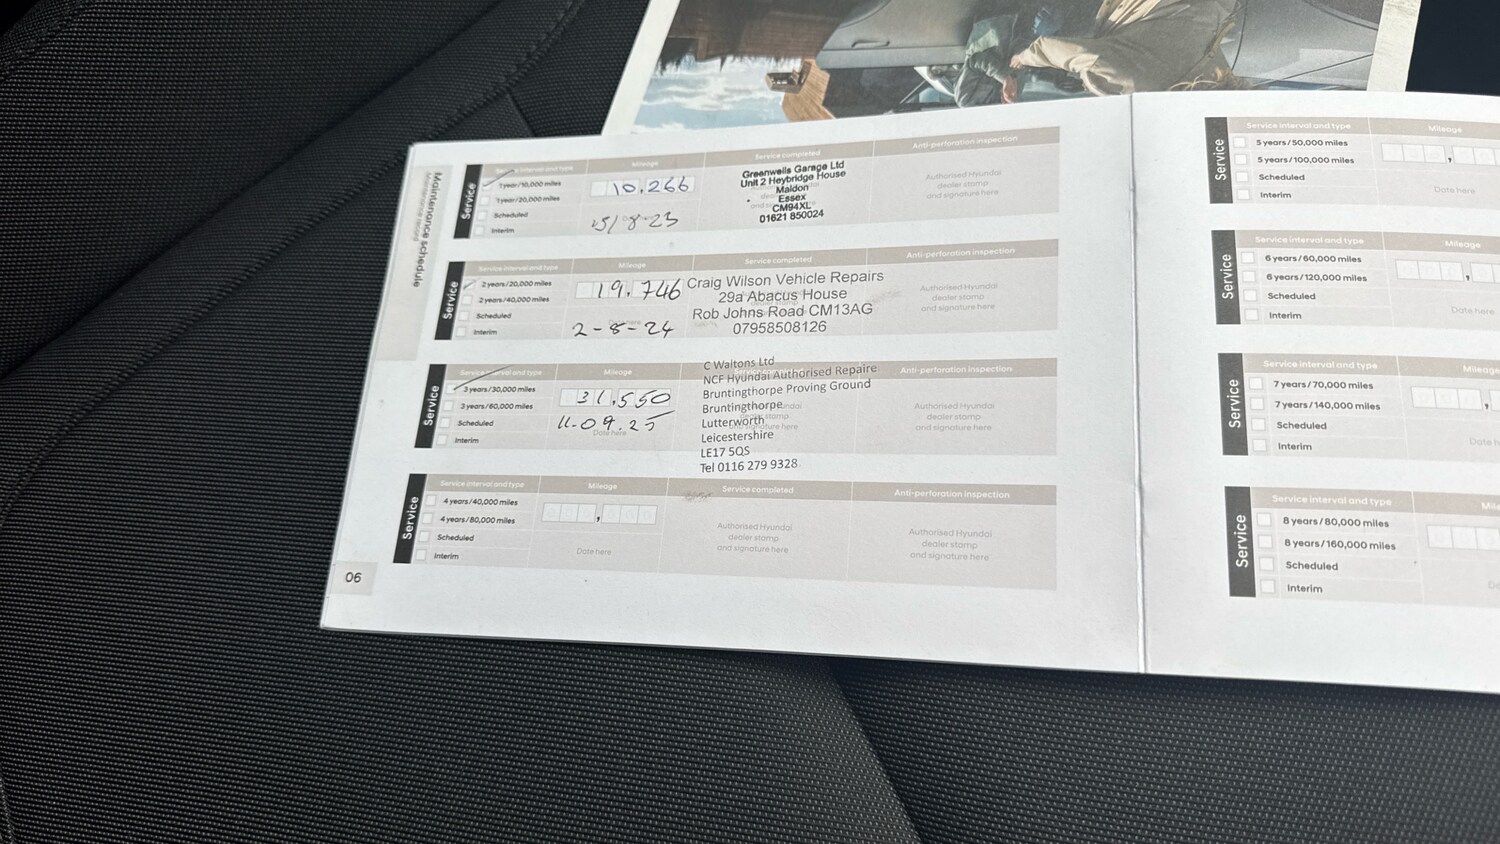 Maintenance schedule
Maintenance record
Service
Service interval and type
Mileage
Service completed
Anti-perforation inspection
1 year/10,000 miles
1 year/20,000 miles
Scheduled
Interim
10,266
15/8/23
Greenwells Garage Ltd
Unit 2 Heybridge House
Maldon
Essex
CM94XL
01621 850024
Authorised Hyundai
dealer stamp
and signature here
Service
Service interval and type
Mileage
Service completed
Anti-perforation inspection
2 years/20,000 miles
2 years/40,000 miles
Scheduled
Interim
19.746
2-8-24
Craig Wilson Vehicle Repairs
29a Abacus House
Rob Johns Road CM13AG
07958508126
Authorised Hyundai
dealer stamp
and signature here
Service
Service interval and type
Mileage
Anti-perforation inspection
3 years/30,000 miles
3 years/60,000 miles
Scheduled
Interim
31,550
11.09.25
Date here
C Waltons Ltd
NCF Hyundai Authorised Repaire
Bruntingthorpe Proving Ground
Bruntingthorpe
Lutterworth
Leicestershire
LE17 5QS
Tel 0116 279 9328
Authorised Hyundai
dealer stamp
and signature here
Service
Service interval and type
Mileage
Service completed
Anti-perforation inspection
4 years/40,000 miles
4 years/80,000 miles
Scheduled
Interim
Date here
Authorised Hyundai
dealer stamp
and signature here
Authorised Hyundai
dealer stamp
and signature here
06
Service
Service interval and type
Mileage
5 years/50,000 miles
5 years/100,000 miles
Scheduled
Interim
Date here
Service
Service interval and type
Mileage
6 years/60,000 miles
6 years/120,000 miles
Scheduled
Interim
Date here
Service
Service interval and type
Mileage
7 years/70,000 miles
7 years/140,000 miles
Scheduled
Interim
Date h
Service
Service interval and type
Mile
8 years/80,000 miles
8 years/160,000 miles
Scheduled
Interim